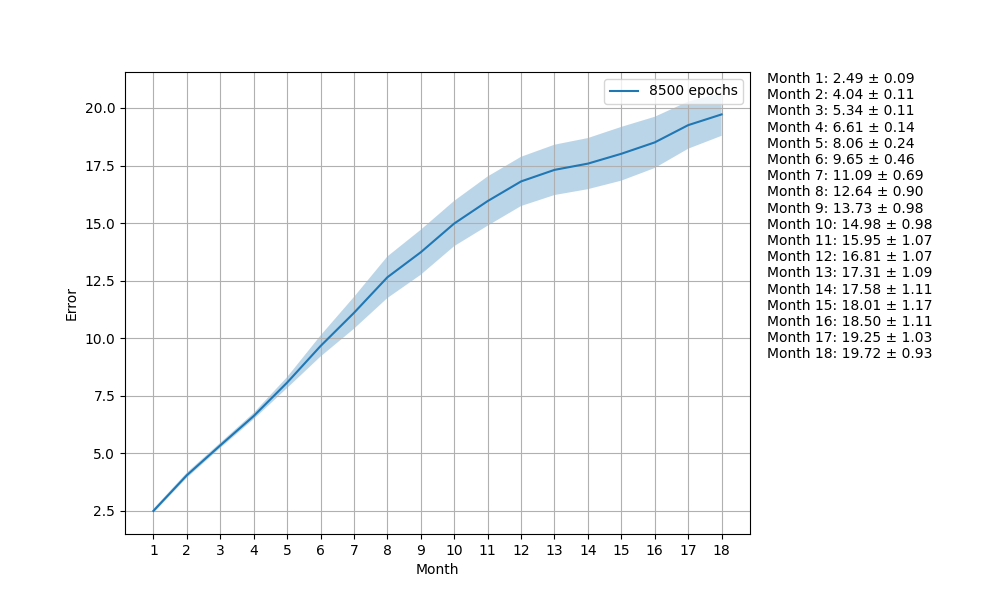 8500 epochs
20.0
17.5
15.0
12.5
10.0
7.5
5.0
2.5
Error
1 2 3 4 5 6 7 8 9 10 11 12 13 14 15 16 17 18
Month
Month 1: 2.49 ± 0.09
Month 2: 4.04 ± 0.11
Month 3: 5.34 ± 0.11
Month 4: 6.61 ± 0.14
Month 5: 8.06 ± 0.24
Month 6: 9.65 ± 0.46
Month 7: 11.09 ± 0.69
Month 8: 12.64 ± 0.90
Month 9: 13.73 ± 0.98
Month 10: 14.98 ± 0.98
Month 11: 15.95 ± 1.07
Month 12: 16.81 ± 1.07
Month 13: 17.31 ± 1.09
Month 14: 17.58 ± 1.11
Month 15: 18.01 ± 1.17
Month 16: 18.50 ± 1.11
Month 17: 19.25 ± 1.03
Month 18: 19.72 ± 0.93